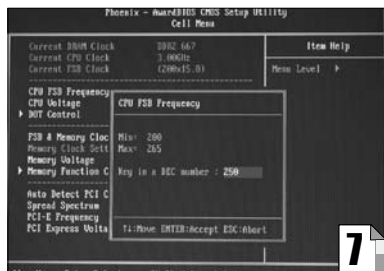 Phoenix - AwardBIOS CMOS Setup Utility
Cell Menu
Current DRAM Clock DDR2 667
Current CPU Clock 3.00GHz
Current FSB Clock (200x15.0)
Item Help
Menu Level
CPU FSB Frequency
CPU Voltage
DOT Control
FSB & Memory Cloc
Memory Clock Sett
Memory Voltage
Memory Function C
Auto Detect PCI C
Spread Spectrum
PCI-E Frequency
PCI Express Volta
CPU FSB Frequency
Min= 200
Max= 265
Key in a DEC number : 250
↑↓:Move ENTER:Accept ESC:Abort
7